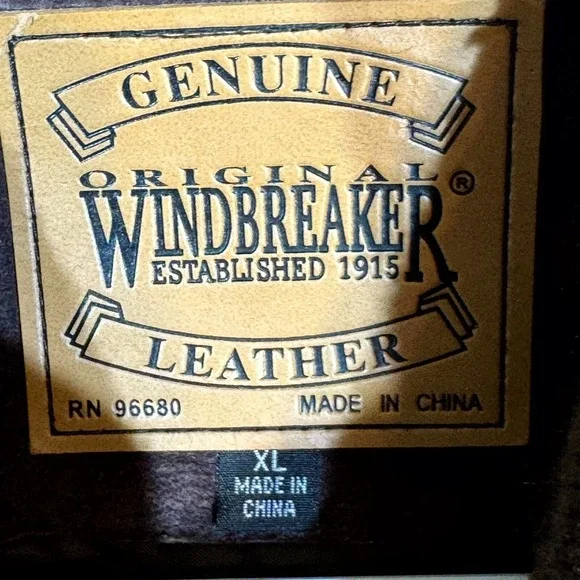 GENUINE
ORIGINAL
WINDBREAKER®
ESTABLISHED 1915
LEATHER
RN 96680 MADE IN CHINA
XL
MADE IN
CHINA